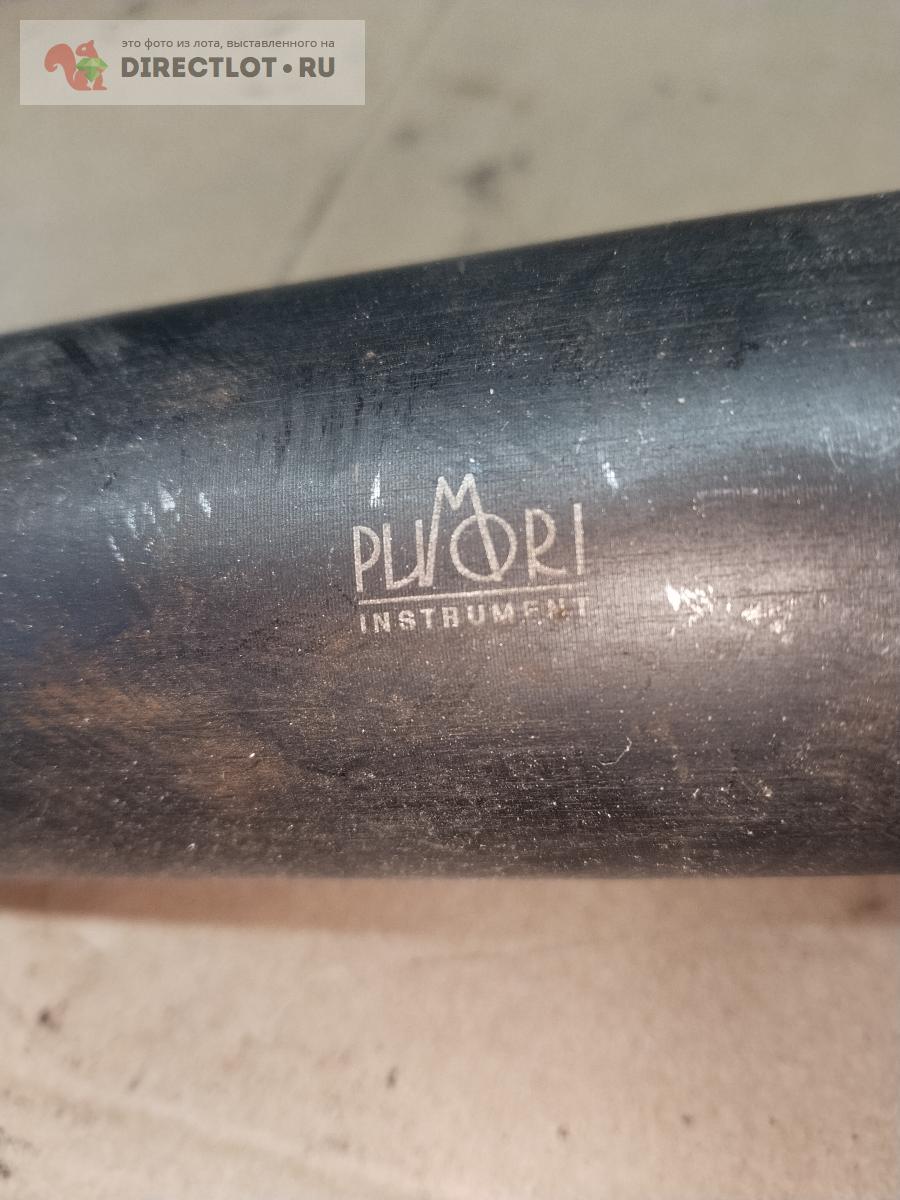 это фото из лота, выставленного на
DIRECTLOT•RU
PUMORI
INSTRUMENT